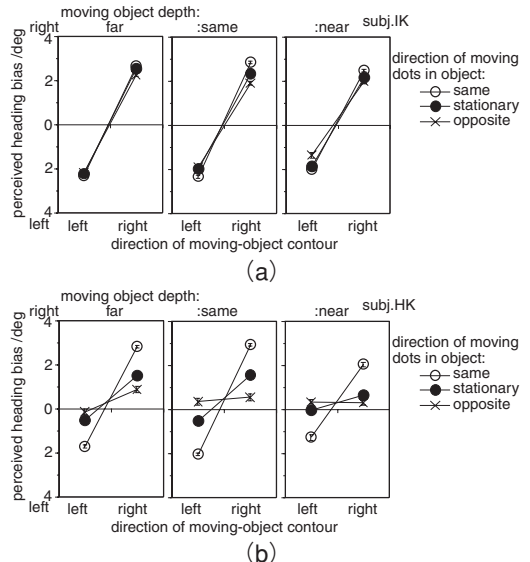 moving object depth:
right far :same :near subj.IK
perceived heading bias /deg
4
2
0
2
4
left
left right left right left right
direction of moving-object contour
direction of moving
dots in object:
same
stationary
opposite
(a)
moving object depth:
right far :same :near subj.HK
perceived heading bias /deg
4
2
0
2
4
left
left right left right left right
direction of moving-object contour
direction of moving
dots in object:
same
stationary
opposite
(b)